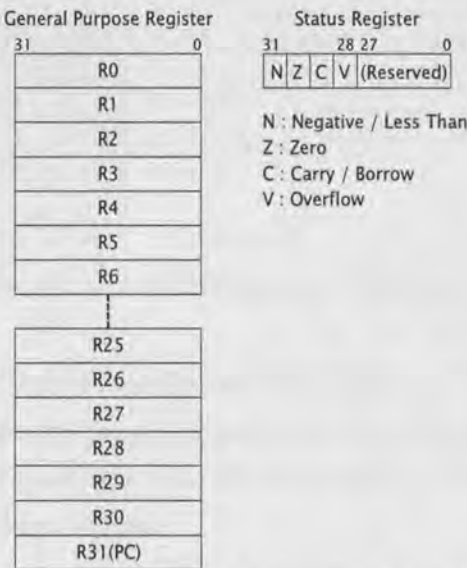 General Purpose Register
31 0
R0
R1
R2
R3
R4
R5
R6
R25
R26
R27
R28
R29
R30
R31(PC)
Status Register
31 28 27 0
N Z C V (Reserved)
N : Negative / Less Than
Z : Zero
C : Carry / Borrow
V : Overflow